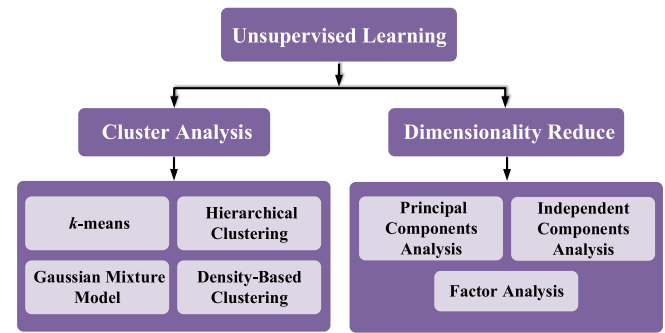 Unsupervised Learning
Cluster Analysis
Dimensionality Reduce
k-means
Hierarchical
Clustering
Gaussian Mixture
Model
Density-Based
Clustering
Principal
Components
Analysis
Independent
Components
Analysis
Factor Analysis